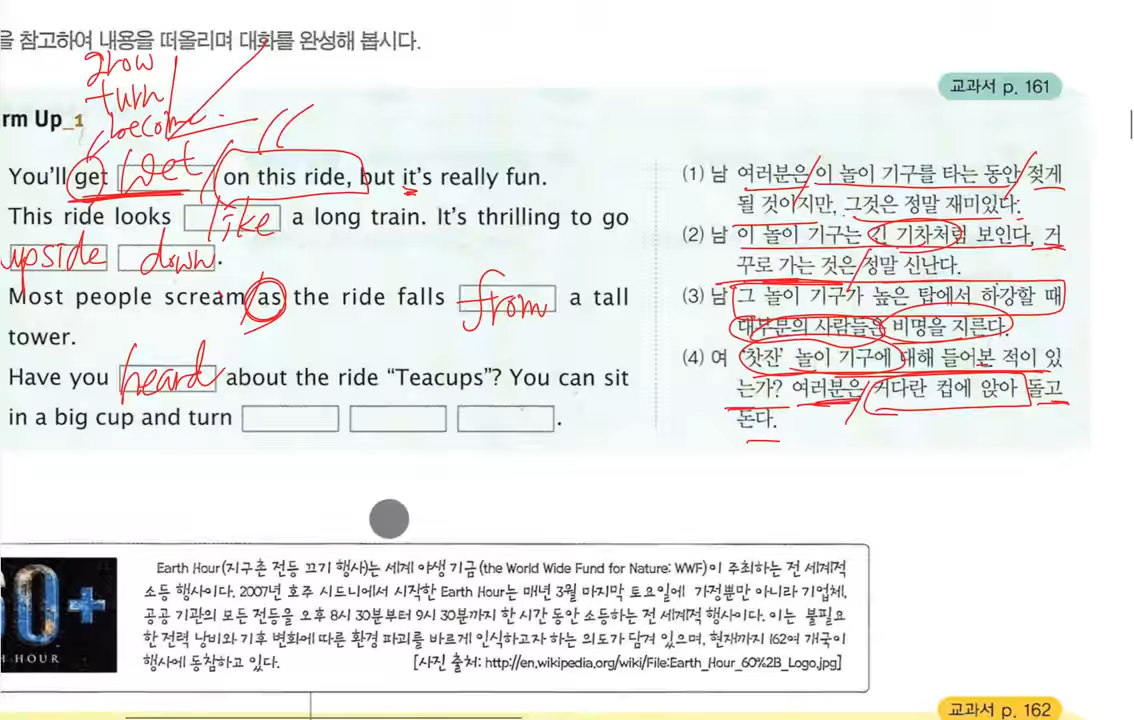 을 참고하여 내용을 떠올리며 대화를 완성해 봅시다.
교과서 p. 161
grow
turn
become
rm Up_1
You'll get wet on this ride, but it's really fun.
This ride looks like a long train. It's thrilling to go
upside down.
Most people scream as the ride falls from a tall
tower.
Have you heard about the ride "Teacups"? You can sit
in a big cup and turn .
(1) 남 여러분은 이 놀이 기구를 타는 동안 젖게
될 것이지만, 그것은 정말 재미있다.
(2) 남 이 놀이 기구는 긴 기차처럼 보인다, 거
꾸로 가는 것은 정말 신난다.
(3) 남 그 놀이 기구가 높은 탑에서 하강할 때
대부분의 사람들은 비명을 지른다.
(4) 여 '찻잔' 놀이 기구에 대해 들어본 적이 있
는가? 여러분은 커다란 컵에 앉아 돌고
돈다.
60+
H HOUR
Earth Hour(지구촌 전등 끄기 행사)는 세계 야생 기금(the World Wide Fund for Nature: WWF)이 주최하는 전 세계적
소등 행사이다. 2007년 호주 시드니에서 시작한 Earth Hour는 매년 3월 마지막 토요일에 가정뿐만 아니라 기업체,
공공 기관의 모든 전등을 오후 8시 30분부터 9시 30분까지 한 시간 동안 소등하는 전 세계적 행사이다. 이는 불필요
한 전력 낭비와 기후 변화에 따른 환경 파괴를 바르게 인식하고자 하는 의도가 담겨 있으며, 현재까지 162여 개국이
행사에 동참하고 있다. [사진 출처: http://en.wikipedia.org/wiki/File:Earth_Hour_60%2B_Logo.jpg]
교과서 p. 162